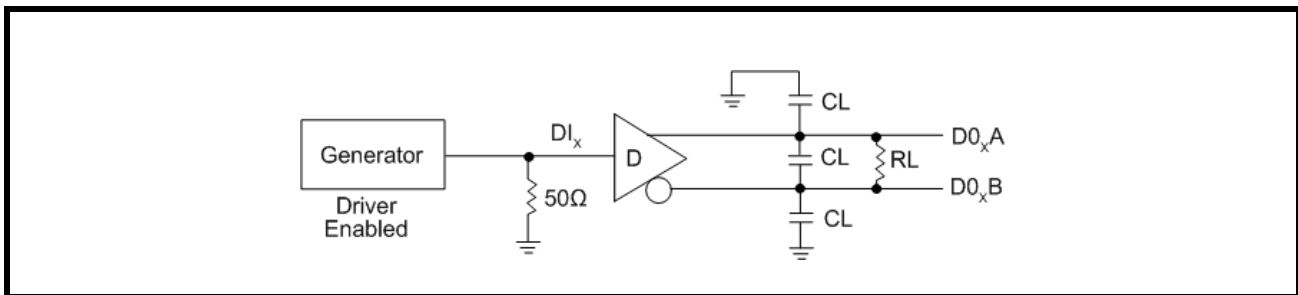 CL
DIₓ
D0ₓA
Generator
D
CL
RL
D0ₓB
50Ω
Driver
Enabled
CL